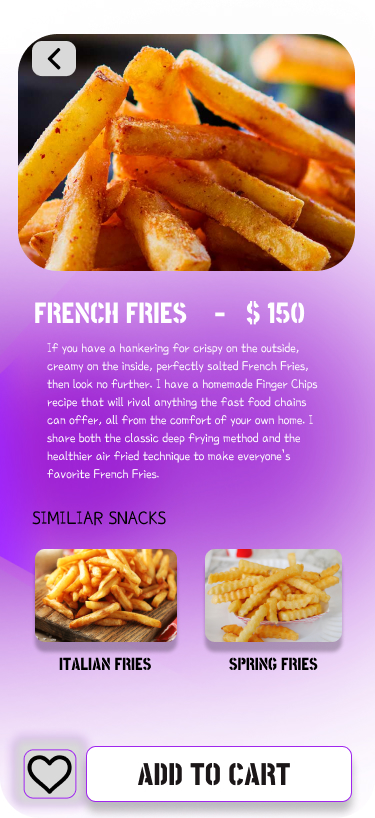 FRENCH FRIES - $ 150
If you have a hankering for crispy on the outside,
creamy on the inside, perfectly salted French Fries,
then look no further. I have a homemade Finger Chips
recipe that will rival anything the fast food chains
can offer, all from the comfort of your own home. I
share both the classic deep frying method and the
healthier air fried technique to make everyone's
favorite French Fries.
SIMILIAR SNACKS
ITALIAN FRIES SPRING FRIES
ADD TO CART